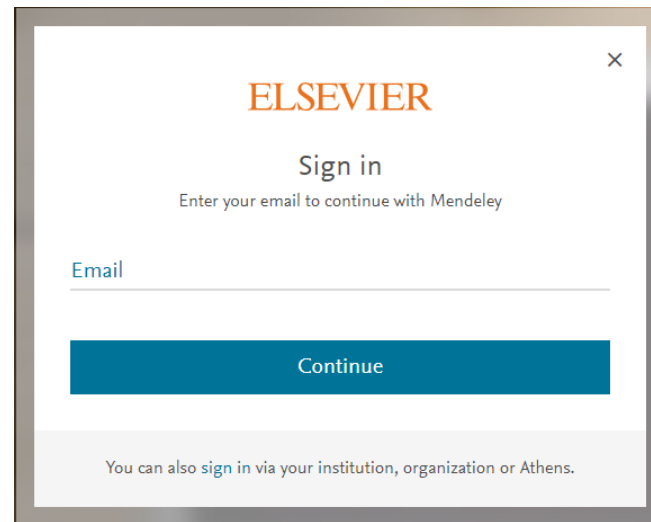 ELSEVIER
Sign in
Enter your email to continue with Mendeley
Email
Continue
You can also sign in via your institution, organization or Athens.